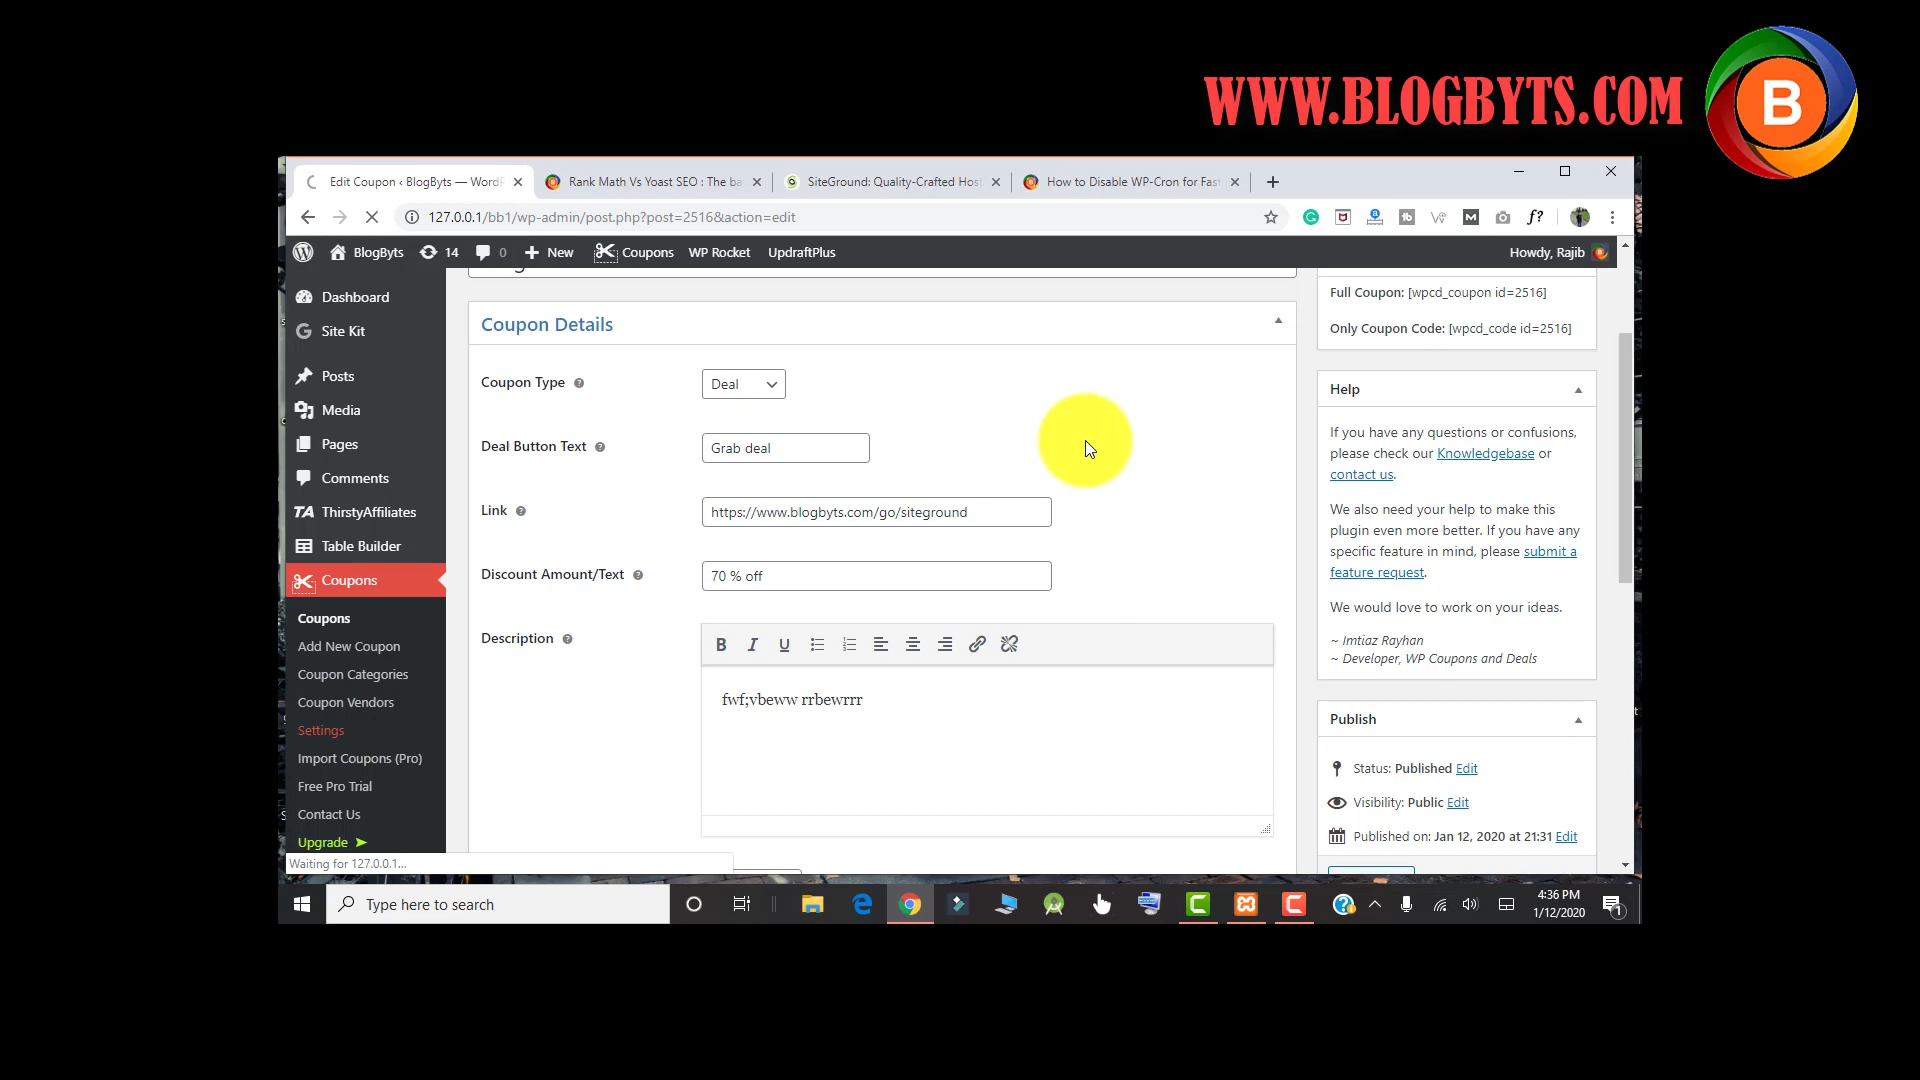 WWW.BLOGBYTS.COM
B
Edit Coupon ‹ BlogByts — WordP
Rank Math Vs Yoast SEO : The ba
SiteGround: Quality-Crafted Host
How to Disable WP-Cron for Fast
127.0.0.1/bb1/wp-admin/post.php?post=2516&action=edit
BlogByts
14
0
New
Coupons
WP Rocket
UpdraftPlus
Howdy, Rajib
Dashboard
Site Kit
Posts
Media
Pages
Comments
TA ThirstyAffiliates
Table Builder
Coupons
Coupons
Add New Coupon
Coupon Categories
Coupon Vendors
Settings
Import Coupons (Pro)
Free Pro Trial
Contact Us
Upgrade ➤
Waiting for 127.0.0.1...
Coupon Details
Coupon Type
Deal
Deal Button Text
Grab deal
Link
https://www.blogbyts.com/go/siteground
Discount Amount/Text
70 % off
Description
B I U
fwf;vbeww rrbewrrr
Full Coupon: [wpcd_coupon id=2516]
Only Coupon Code: [wpcd_code id=2516]
Help
If you have any questions or confusions,
please check our Knowledgebase or
contact us.
We also need your help to make this
plugin even more better. If you have any
specific feature in mind, please submit a
feature request.
We would love to work on your ideas.
~ Imtiaz Rayhan
~ Developer, WP Coupons and Deals
Publish
Status: Published Edit
Visibility: Public Edit
Published on: Jan 12, 2020 at 21:31 Edit
Type here to search
4:36 PM
1/12/2020
1